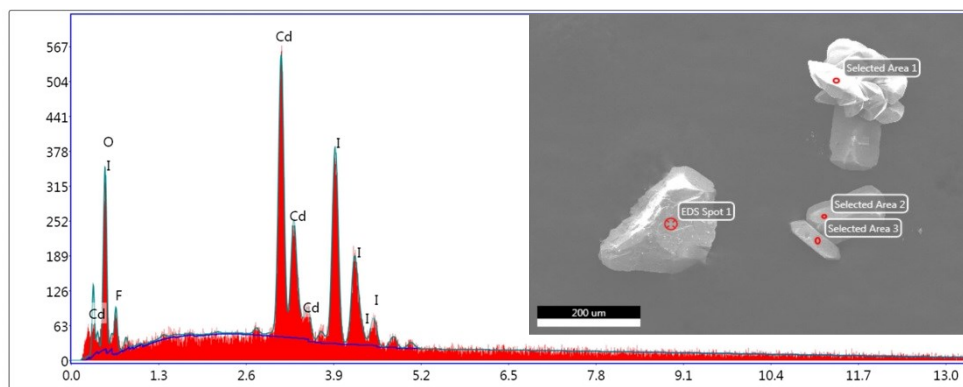 567
504
441
378
315
252
189
126
63
0
0.0 1.3 2.6 3.9 5.2 6.5 7.8 9.1 10.4 11.7 13.0
O
I
Cd
F
Cd
Cd
Cd
I
I
I
I
Selected Area 1
EDS Spot 1
Selected Area 2
Selected Area 3
200 um